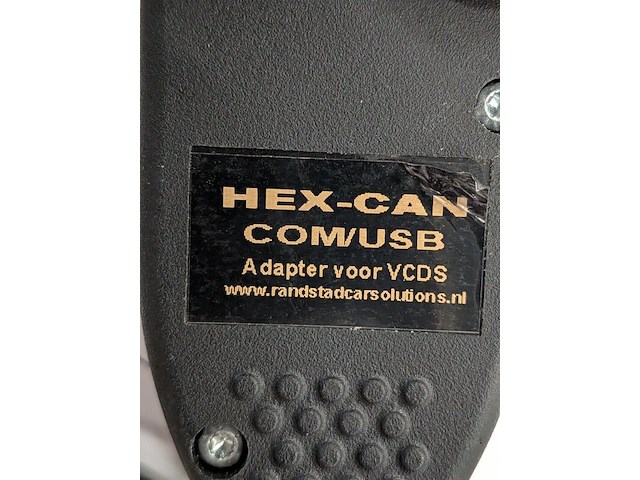 HEX-CAN
COM/USB
Adapter voor VCDS
www.randstadcarsolutions.nl